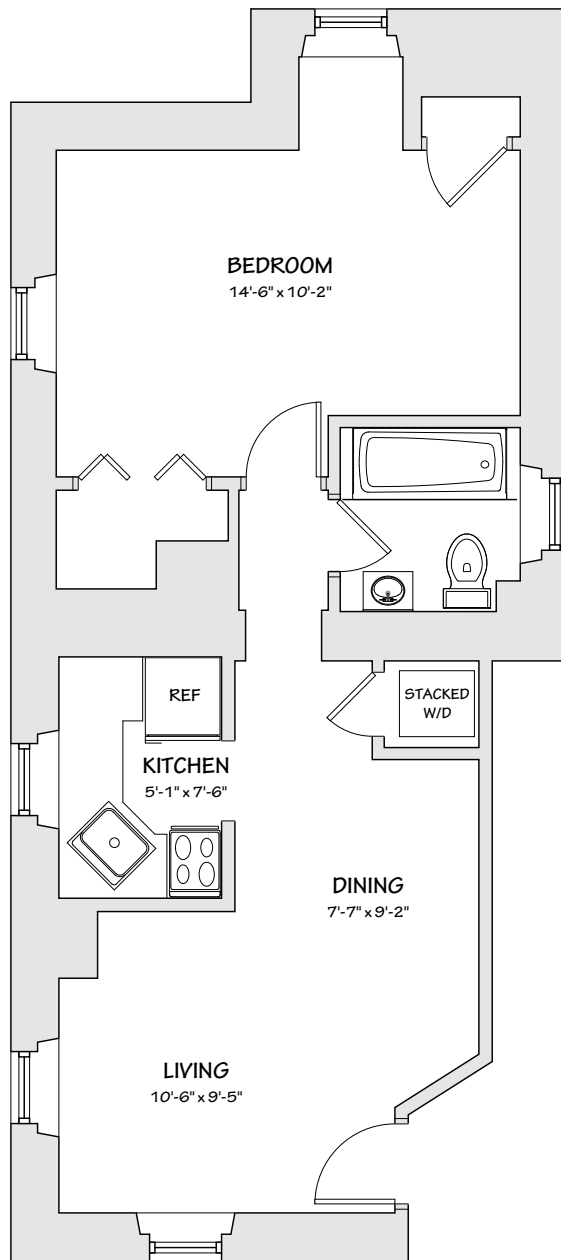 BEDROOM
14'-6" x 10'-2"
REF
STACKED
W/D
KITCHEN
5'-1" x 7'-6"
DINING
7'-7" x 9'-2"
LIVING
10'-6" x 9'-5"